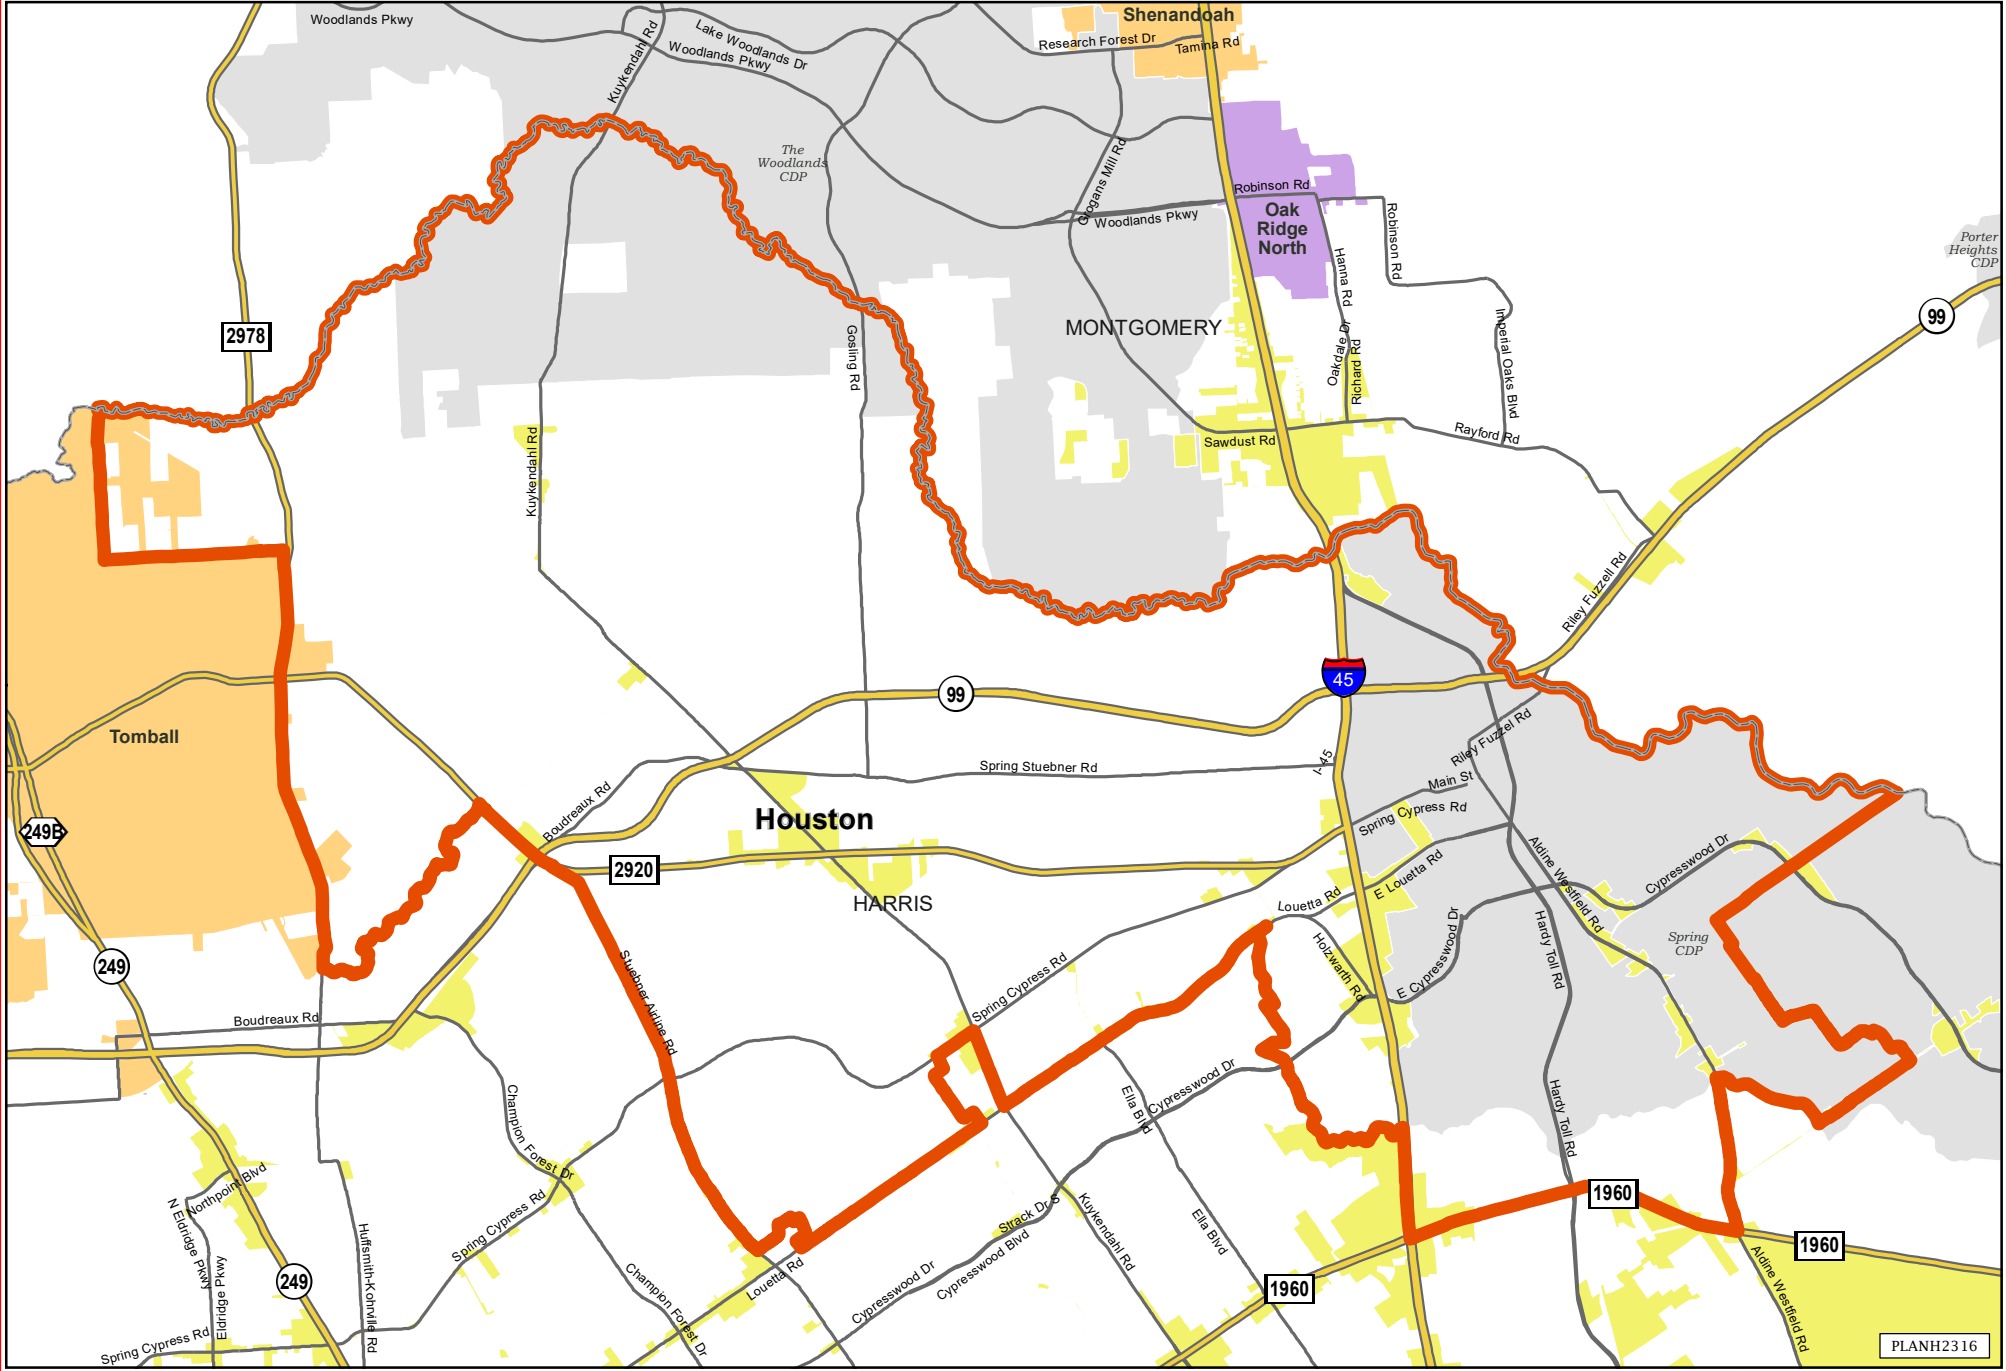 Woodlands Pkwy
Kuykendahl Rd
Lake Woodlands Dr
Woodlands Pkwy
Shenandoah
Research Forest Dr
Tamina Rd
The
Woodlands
CDP
Grogans Mill Rd
Robinson Rd
Woodlands Pkwy
Oak
Ridge
North
Robinson Rd
Hanna Rd
Porter
Heights
CDP
99
2978
MONTGOMERY
Gosling Rd
Oakdale Dr
Richard Rd
Imperial Oaks Blvd
Kuykendahl Rd
Sawdust Rd
Rayford Rd
Riley Fuzzell Rd
45
99
Tomball
Riley Fuzzel Rd
Spring Stuebner Rd
I-45
Main St
Spring Cypress Rd
Boudreaux Rd
Houston
249B
2920
HARRIS
E Louetta Rd
Louetta Rd
Aldine Westfield Rd
Cypresswood Dr
Holzwarth Rd
E Cypresswood Dr
Hardy Toll Rd
Spring
CDP
249
Stuebner Airline Rd
Spring Cypress Rd
Boudreaux Rd
Champion Forest Dr
Ella Blvd
Cypresswood Dr
Hardy Toll Rd
Northpoint Blvd
N Eldridge Pkwy
Eldridge Pkwy
Huffsmith-Kohrville Rd
Spring Cypress Rd
Strack Dr S
Kuykendahl Rd
Ella Blvd
1960
1960
1960
Aldine Westfield Rd
249
Champion Forest Dr
Louetta Rd
Cypresswood Dr
Cypresswood Blvd
Spring Cypress Rd
PLANH2316